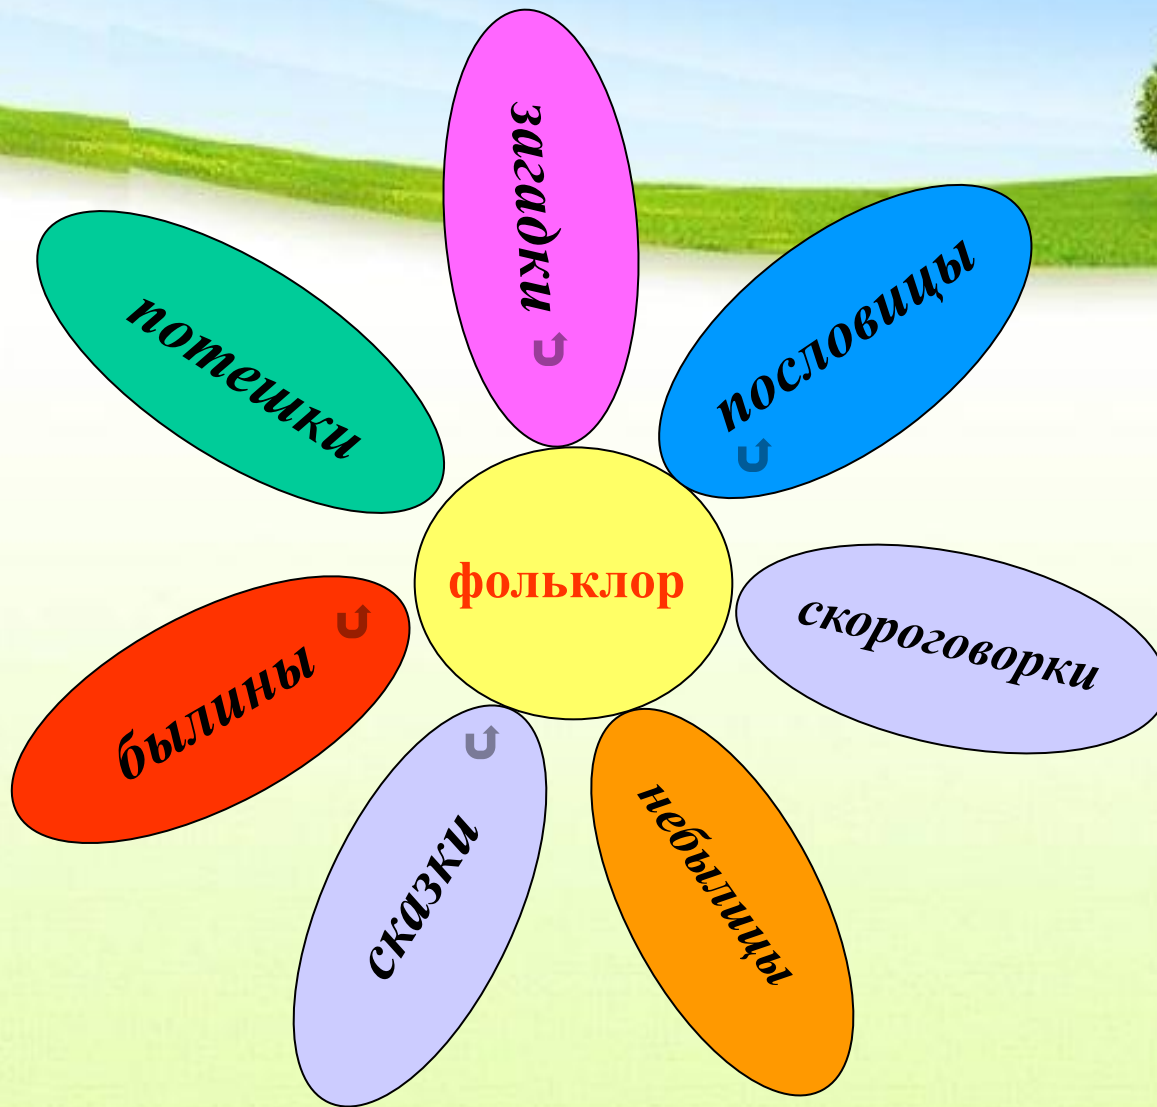 загадки
пословицы
потешки
фольклор
скороговорки
былины
сказки
небылицы